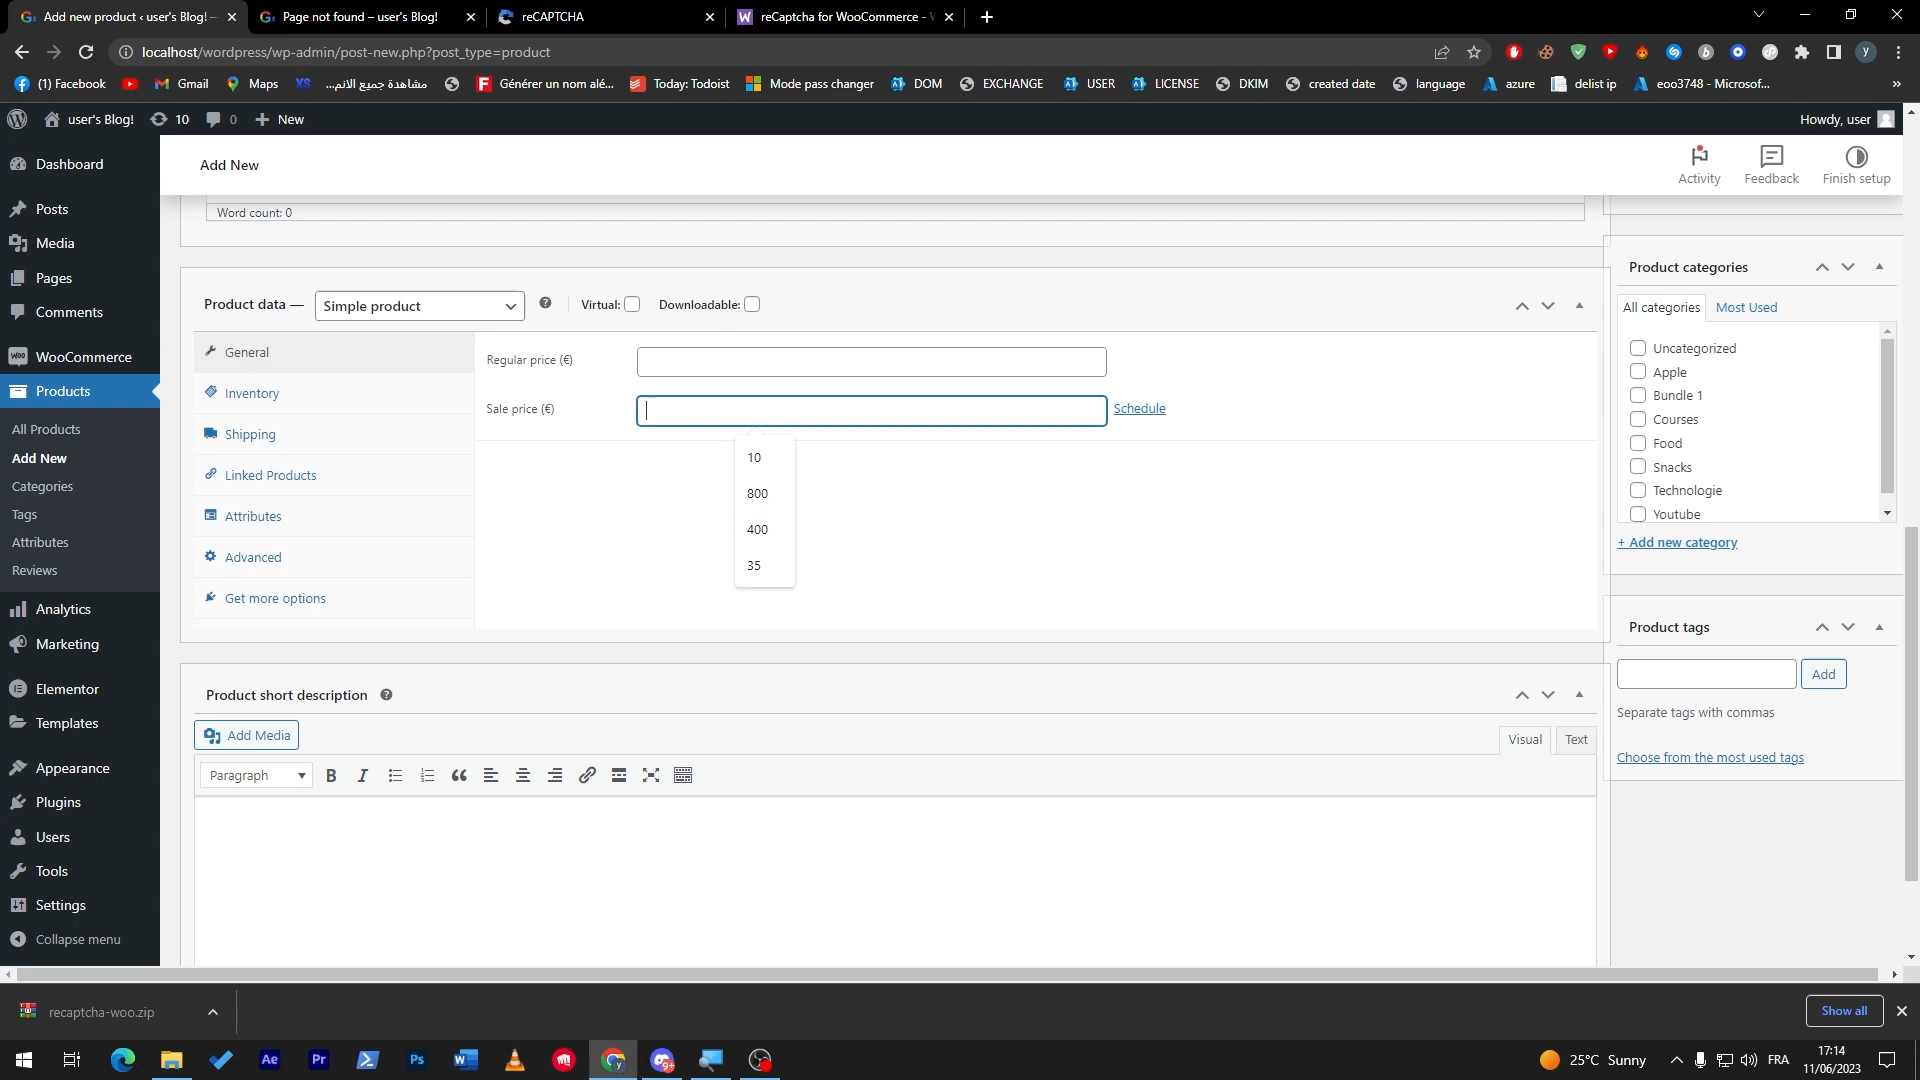 Add new product ‹ user's Blog! –
Page not found – user's Blog!
reCAPTCHA
reCaptcha for WooCommerce -
localhost/wordpress/wp-admin/post-new.php?post_type=product
(1) Facebook
Gmail
Maps
XS
مشاهدة جميع الانم...
Générer un nom alé...
Today: Todoist
Mode pass changer
DOM
EXCHANGE
USER
LICENSE
DKIM
created date
language
azure
delist ip
eoo3748 - Microsof...
»
user's Blog!
10
0
New
Howdy, user
Add New
Activity
Feedback
Finish setup
Dashboard
Posts
Media
Pages
Comments
WooCommerce
Products
All Products
Add New
Categories
Tags
Attributes
Reviews
Analytics
Marketing
Elementor
Templates
Appearance
Plugins
Users
Tools
Settings
Collapse menu
Word count: 0
Product data —
Simple product
Virtual:
Downloadable:
General
Inventory
Shipping
Linked Products
Attributes
Advanced
Get more options
Regular price (€)
Sale price (€)
Schedule
10
800
400
35
Product short description
Add Media
Visual
Text
Paragraph
B
I
Product categories
All categories
Most Used
Uncategorized
Apple
Bundle 1
Courses
Food
Snacks
Technologie
Youtube
+ Add new category
Product tags
Add
Separate tags with commas
Choose from the most used tags
recaptcha-woo.zip
Show all
Ae
Pr
Ps
25°C Sunny
FRA
17:14
11/06/2023